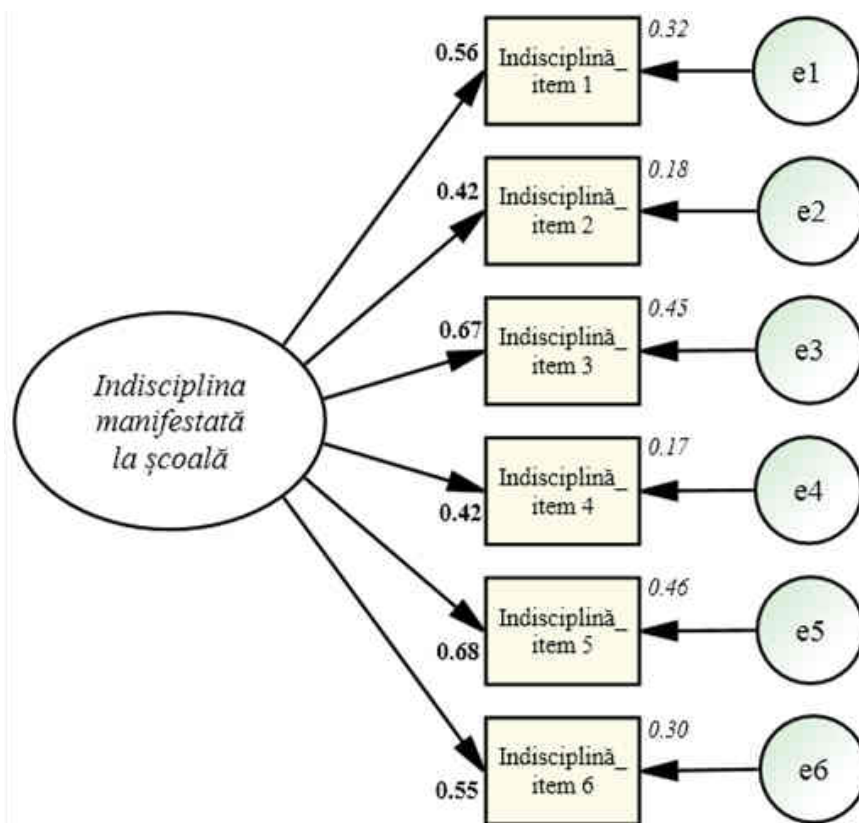 0.32
0.56
Indisciplină_
item 1
e1
0.18
0.42
Indisciplină_
item 2
e2
0.45
0.67
Indisciplină_
item 3
e3
Indisciplina
manifestată
la școală
0.17
Indisciplină_
item 4
0.42
e4
0.46
Indisciplină_
item 5
0.68
e5
0.30
Indisciplină_
item 6
0.55
e6